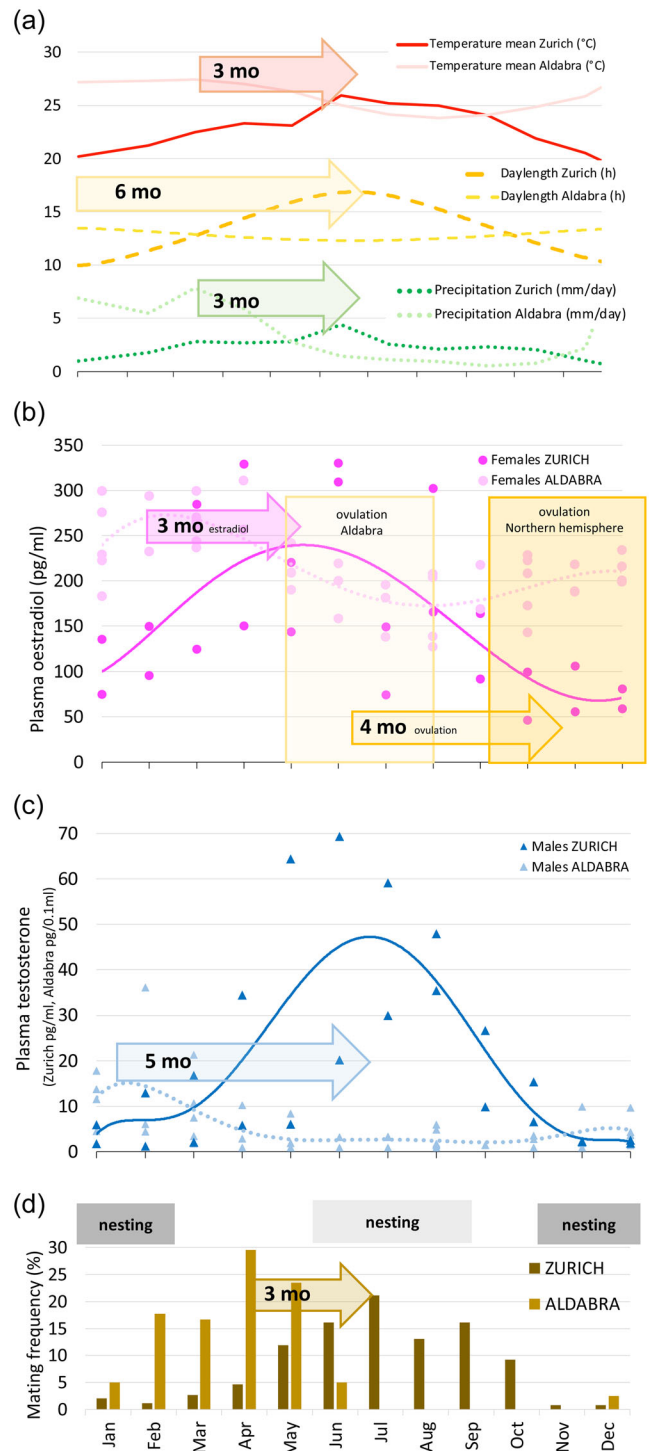 (a)
30
25
20
15
10
5
0
3 mo
Temperature mean Zurich (°C)
Temperature mean Aldabra (°C)
6 mo
Daylength Zurich (h)
Daylength Aldabra (h)
3 mo
Precipitation Zurich (mm/day)
Precipitation Aldabra (mm/day)
(b)
Plasma oestradiol (pg/ml)
350
300
250
200
150
100
50
0
Females ZURICH
Females ALDABRA
3 mo estradiol
ovulation
Aldabra
ovulation
Northern hemisphere
4 mo ovulation
(c)
Plasma testosterone
(Zurich pg/ml, Aldabra pg/0.1ml)
70
60
50
40
30
20
10
0
Males ZURICH
Males ALDABRA
5 mo
(d)
nesting
nesting
nesting
Mating frequency (%)
30
25
20
15
10
5
0
3 mo
ZURICH
ALDABRA
Jan
Feb
Mar
Apr
May
Jun
Jul
Aug
Sep
Oct
Nov
Dec